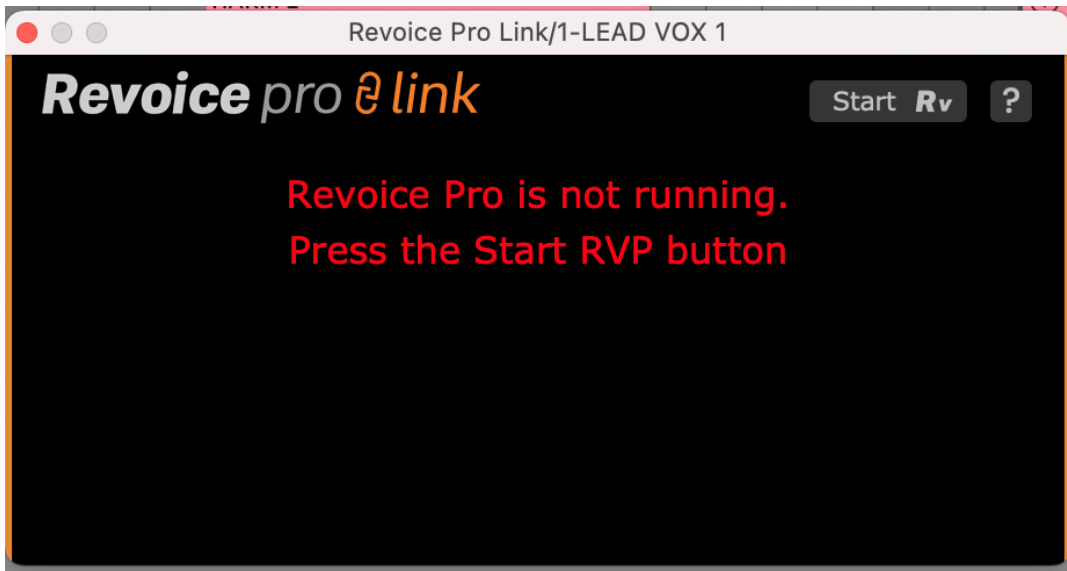 Revoice Pro Link/1-LEAD VOX 1
Revoice pro link
Start Rv ?
Revoice Pro is not running.
Press the Start RVP button